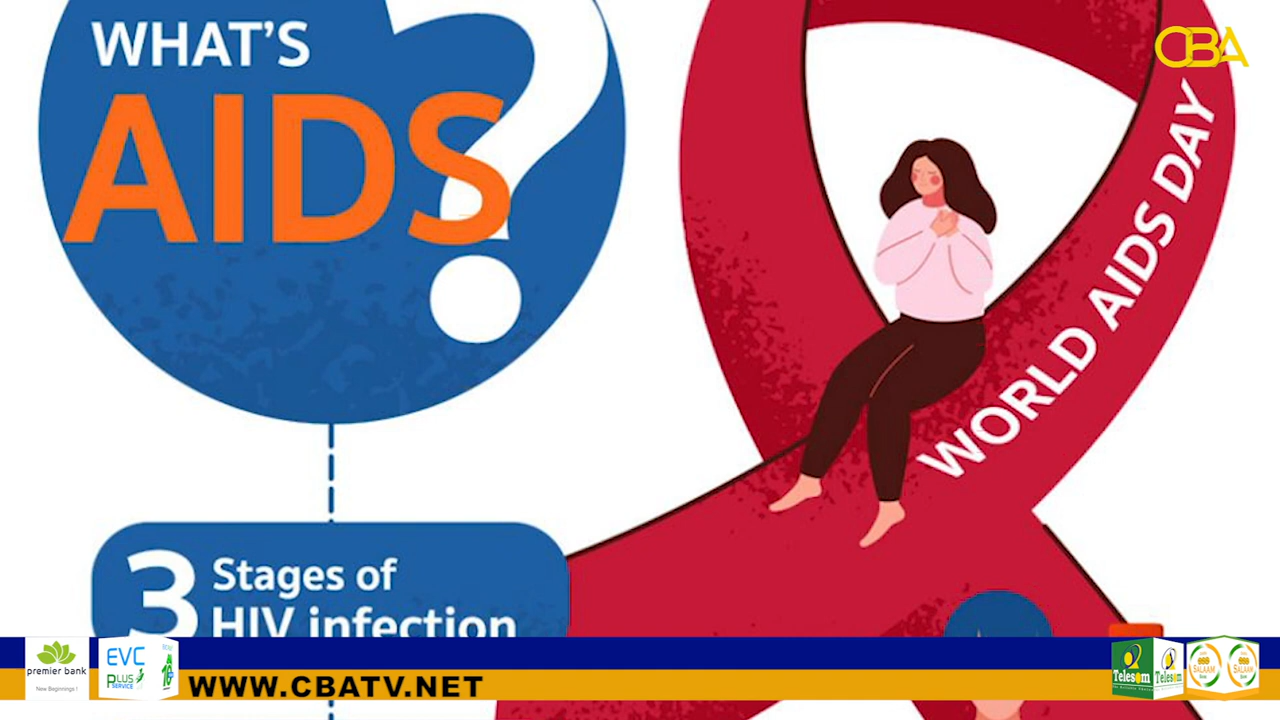 WHAT'S
AIDS?
CBA
WORLD AIDS DAY
3 Stages of
HIV infection
premier bank
New Beginnings !
EVC
PLUS
SERVICE
WWW.CBATV.NET
Telesom
Telesom
SALAAM
SALAAM